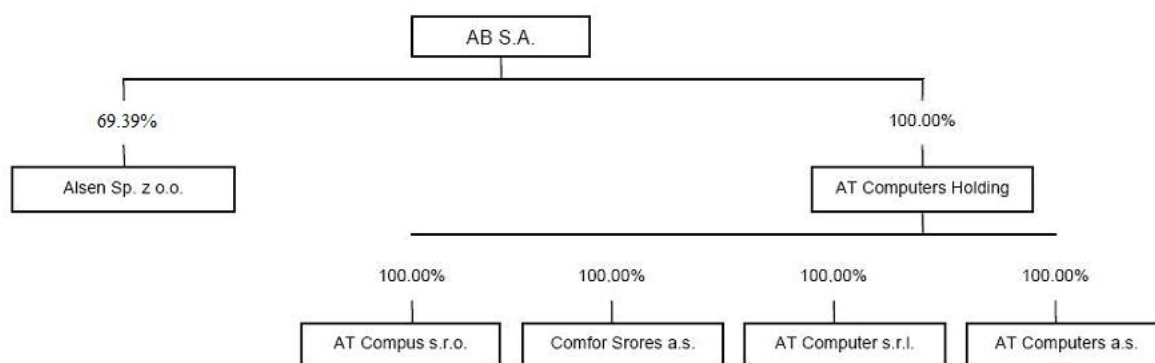 AB S.A.
69.39%
100.00%
Alsen Sp. z o.o.
AT Computers Holding
100.00%
100,00%
100,00%
100.00%
AT Compus s.r.o.
Comfor Srores a.s.
AT Computer s.r.l.
AT Computers a.s.